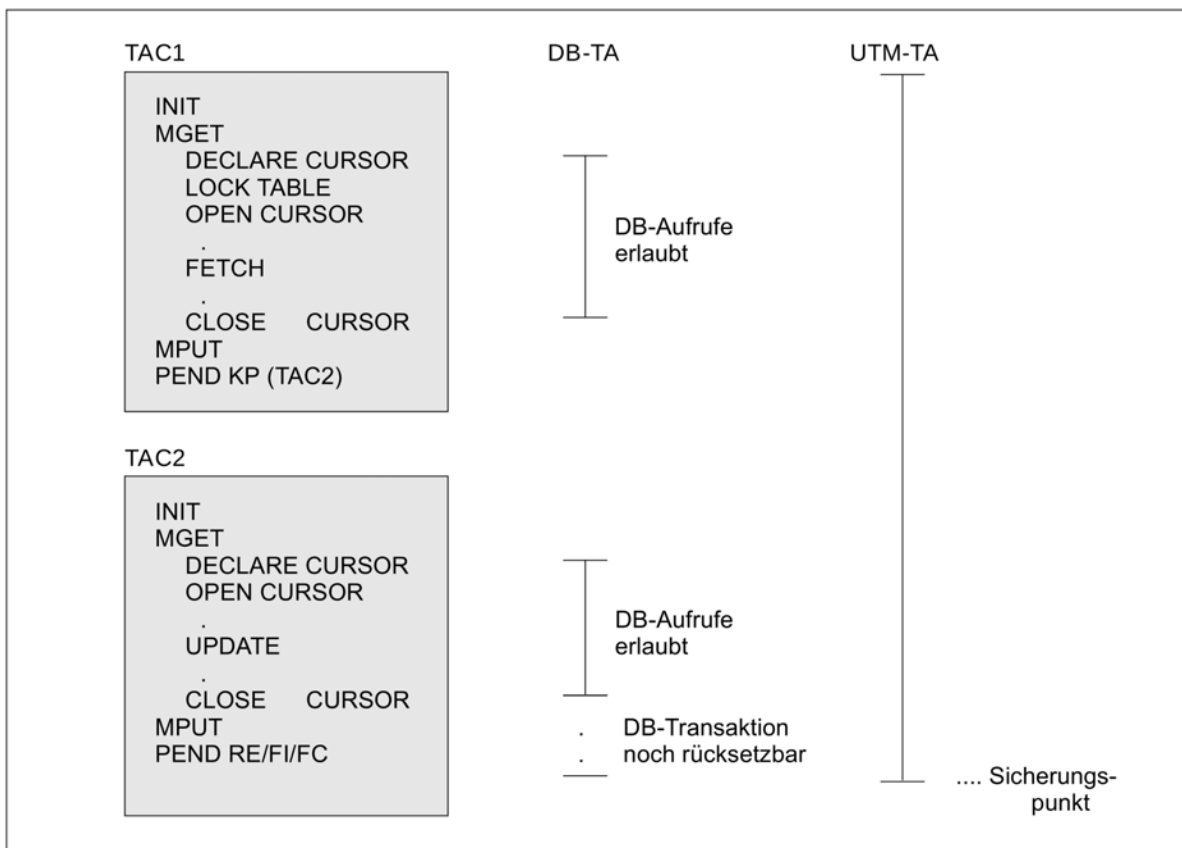 TAC1 DB-TA UTM-TA
INIT
MGET
DECLARE CURSOR
LOCK TABLE
OPEN CURSOR
.
FETCH
.
CLOSE CURSOR
MPUT
PEND KP (TAC2)
DB-Aufrufe
erlaubt
TAC2
INIT
MGET
DECLARE CURSOR
OPEN CURSOR
.
UPDATE
.
CLOSE CURSOR
MPUT
PEND RE/FI/FC
DB-Aufrufe
erlaubt
. DB-Transaktion
. noch rücksetzbar
.... Sicherungs-
punkt